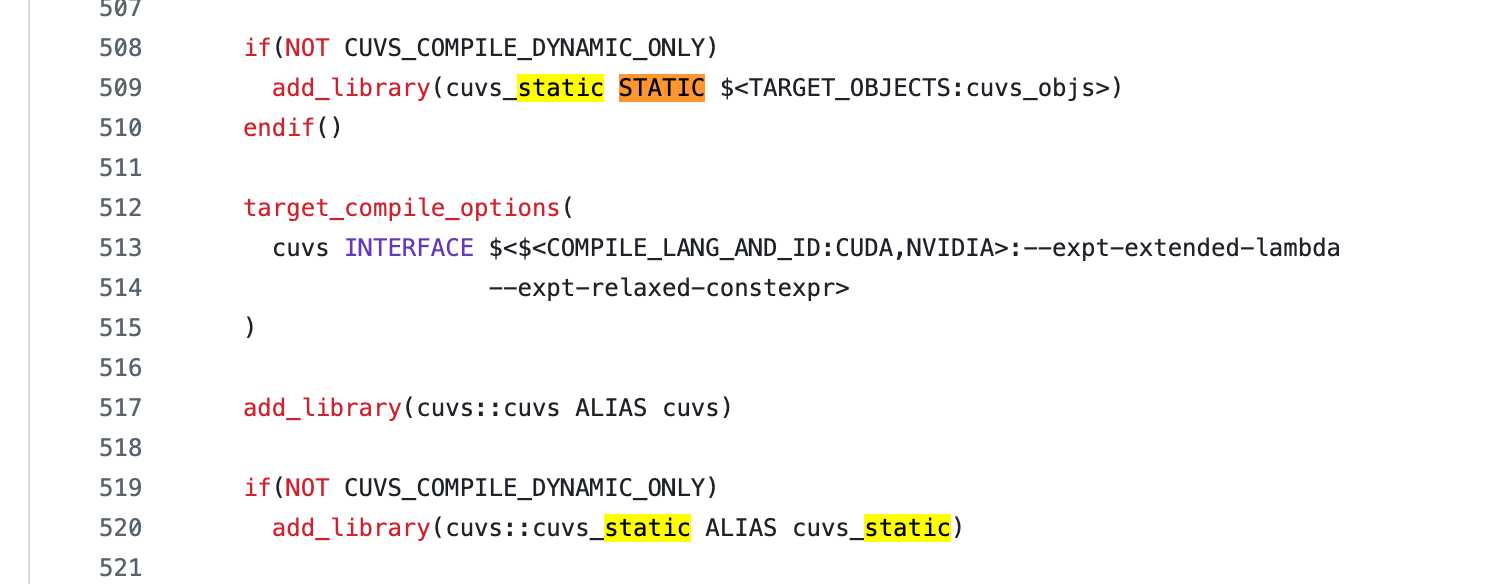 507
508 if(NOT CUVS_COMPILE_DYNAMIC_ONLY)
509 add_library(cuvs_static STATIC $<TARGET_OBJECTS:cuvs_objs>)
510 endif()
511
512 target_compile_options(
513 cuvs INTERFACE $<$<COMPILE_LANG_AND_ID:CUDA,NVIDIA>:--expt-extended-lambda
514 --expt-relaxed-constexpr>
515 )
516
517 add_library(cuvs::cuvs ALIAS cuvs)
518
519 if(NOT CUVS_COMPILE_DYNAMIC_ONLY)
520 add_library(cuvs::cuvs_static ALIAS cuvs_static)
521